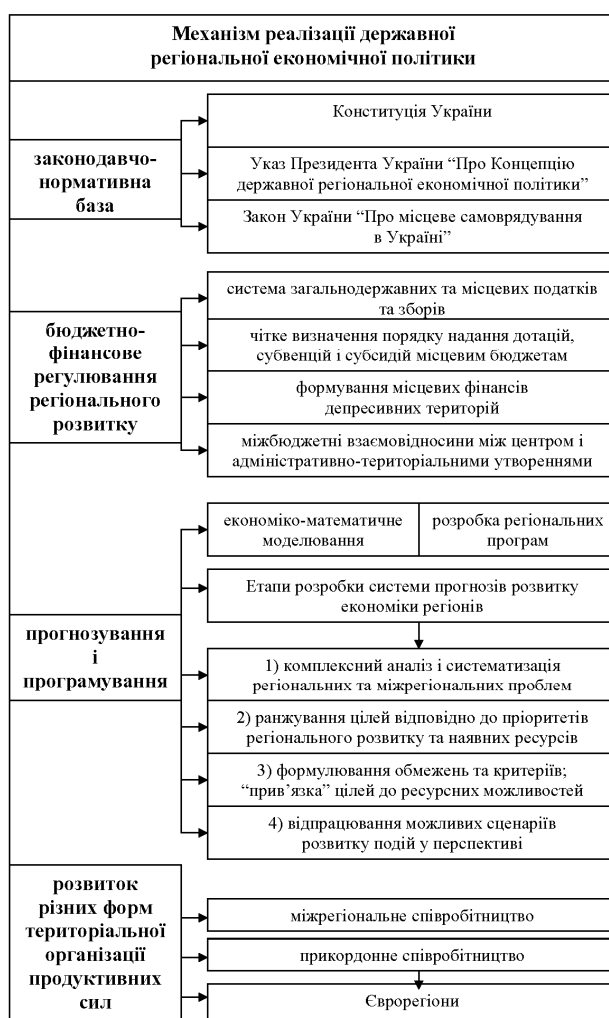 Механізм реалізації державної
регіональної економічної політики
законодавчо-
нормативна
база
Конституція України
Указ Президента України “Про Концепцію
державної регіональної економічної політики”
Закон України “Про місцеве самоврядування
в Україні”
бюджетно-
фінансове
регулювання
регіонального
розвитку
система загальнодержавних та місцевих податків
та зборів
чітке визначення порядку надання дотацій,
субвенцій і субсидій місцевим бюджетам
формування місцевих фінансів
депресивних територій
міжбюджетні взаємовідносини між центром і
адміністративно-територіальними утвореннями
прогнозування
і
програмування
економіко-математичне
моделювання
розробка регіональних
програм
Етапи розробки системи прогнозів розвитку
економіки регіонів
1) комплексний аналіз і систематизація
регіональних та міжрегіональних проблем
2) ранжування цілей відповідно до пріоритетів
регіонального розвитку та наявних ресурсів
3) формулювання обмежень та критеріїв;
“прив’язка” цілей до ресурсних можливостей
4) відпрацювання можливих сценаріїв
розвитку подій у перспективі
розвиток
різних форм
територіальної
організації
продуктивних
сил
міжрегіональне співробітництво
прикордонне співробітництво
Єврорегіони